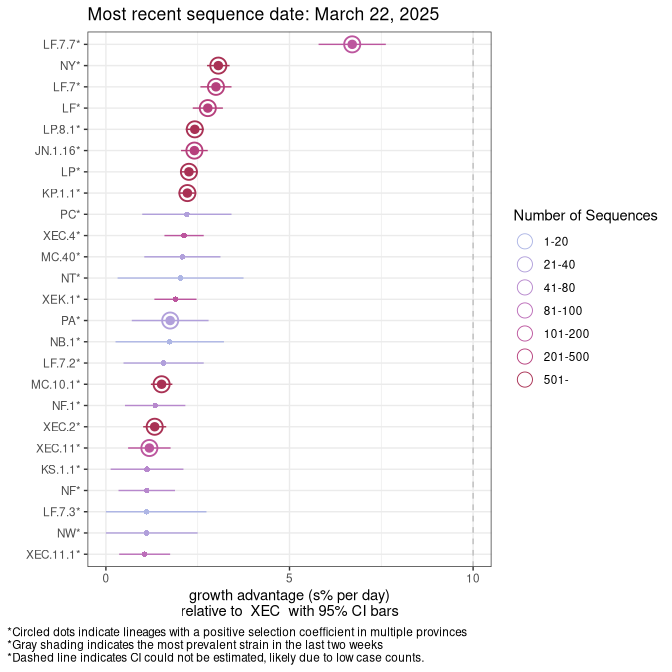 Most recent sequence date: March 22, 2025
LF.7.7*
NY*
LF.7*
LF*
LP.8.1*
JN.1.16*
LP*
KP.1.1*
PC*
XEC.4*
MC.40*
NT*
XEK.1*
PA*
NB.1*
LF.7.2*
MC.10.1*
NF.1*
XEC.2*
XEC.11*
KS.1.1*
NF*
LF.7.3*
NW*
XEC.11.1*
0 5 10
growth advantage (s% per day)
relative to XEC with 95% CI bars
Number of Sequences
1-20
21-40
41-80
81-100
101-200
201-500
501-
*Circled dots indicate lineages with a positive selection coefficient in multiple provinces
*Gray shading indicates the most prevalent strain in the last two weeks
*Dashed line indicates CI could not be estimated, likely due to low case counts.